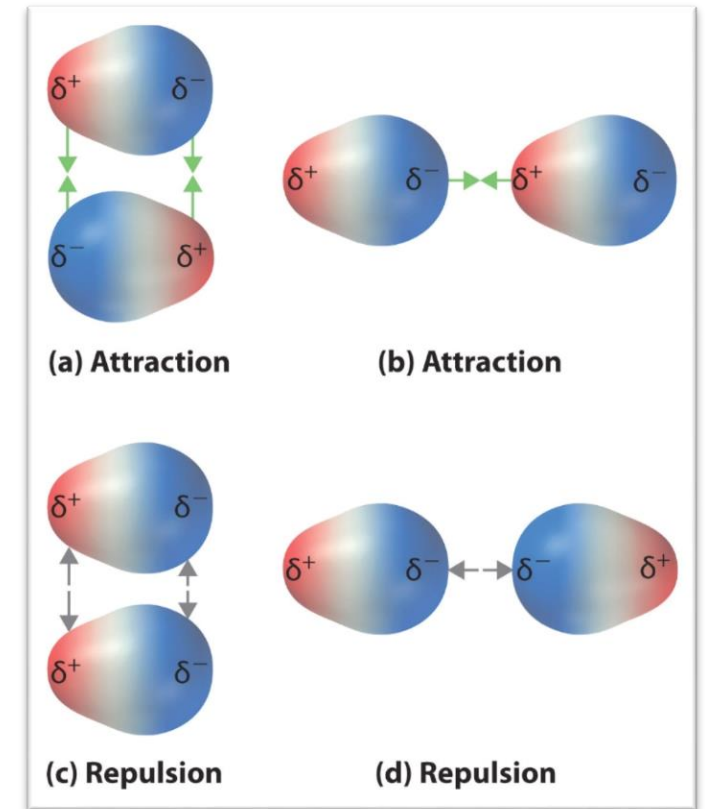 δ⁺ δ⁻
δ⁺ δ⁻ δ⁺ δ⁻
δ⁻ δ⁺
(a) Attraction (b) Attraction
δ⁺ δ⁻
δ⁺ δ⁻ δ⁻ δ⁺
δ⁺ δ⁻
(c) Repulsion (d) Repulsion